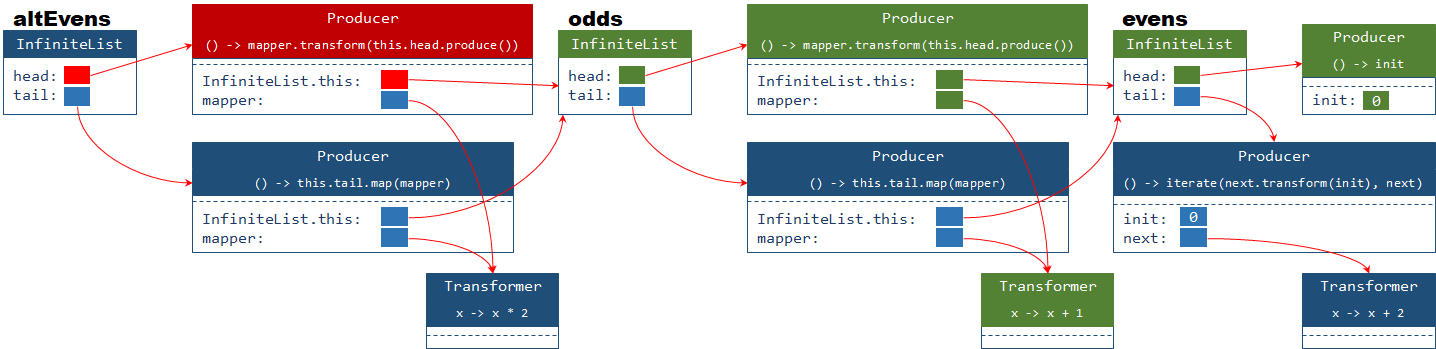 altEvens
InfiniteList
head:
tail:
Producer
() -> mapper.transform(this.head.produce())
InfiniteList.this:
mapper:
Producer
() -> this.tail.map(mapper)
InfiniteList.this:
mapper:
Transformer
x -> x * 2
odds
InfiniteList
head:
tail:
Producer
() -> mapper.transform(this.head.produce())
InfiniteList.this:
mapper:
Producer
() -> this.tail.map(mapper)
InfiniteList.this:
mapper:
Transformer
x -> x + 1
evens
InfiniteList
head:
tail:
Producer
() -> init
init: 0
Producer
() -> iterate(next.transform(init), next)
init: 0
next:
Transformer
x -> x + 2